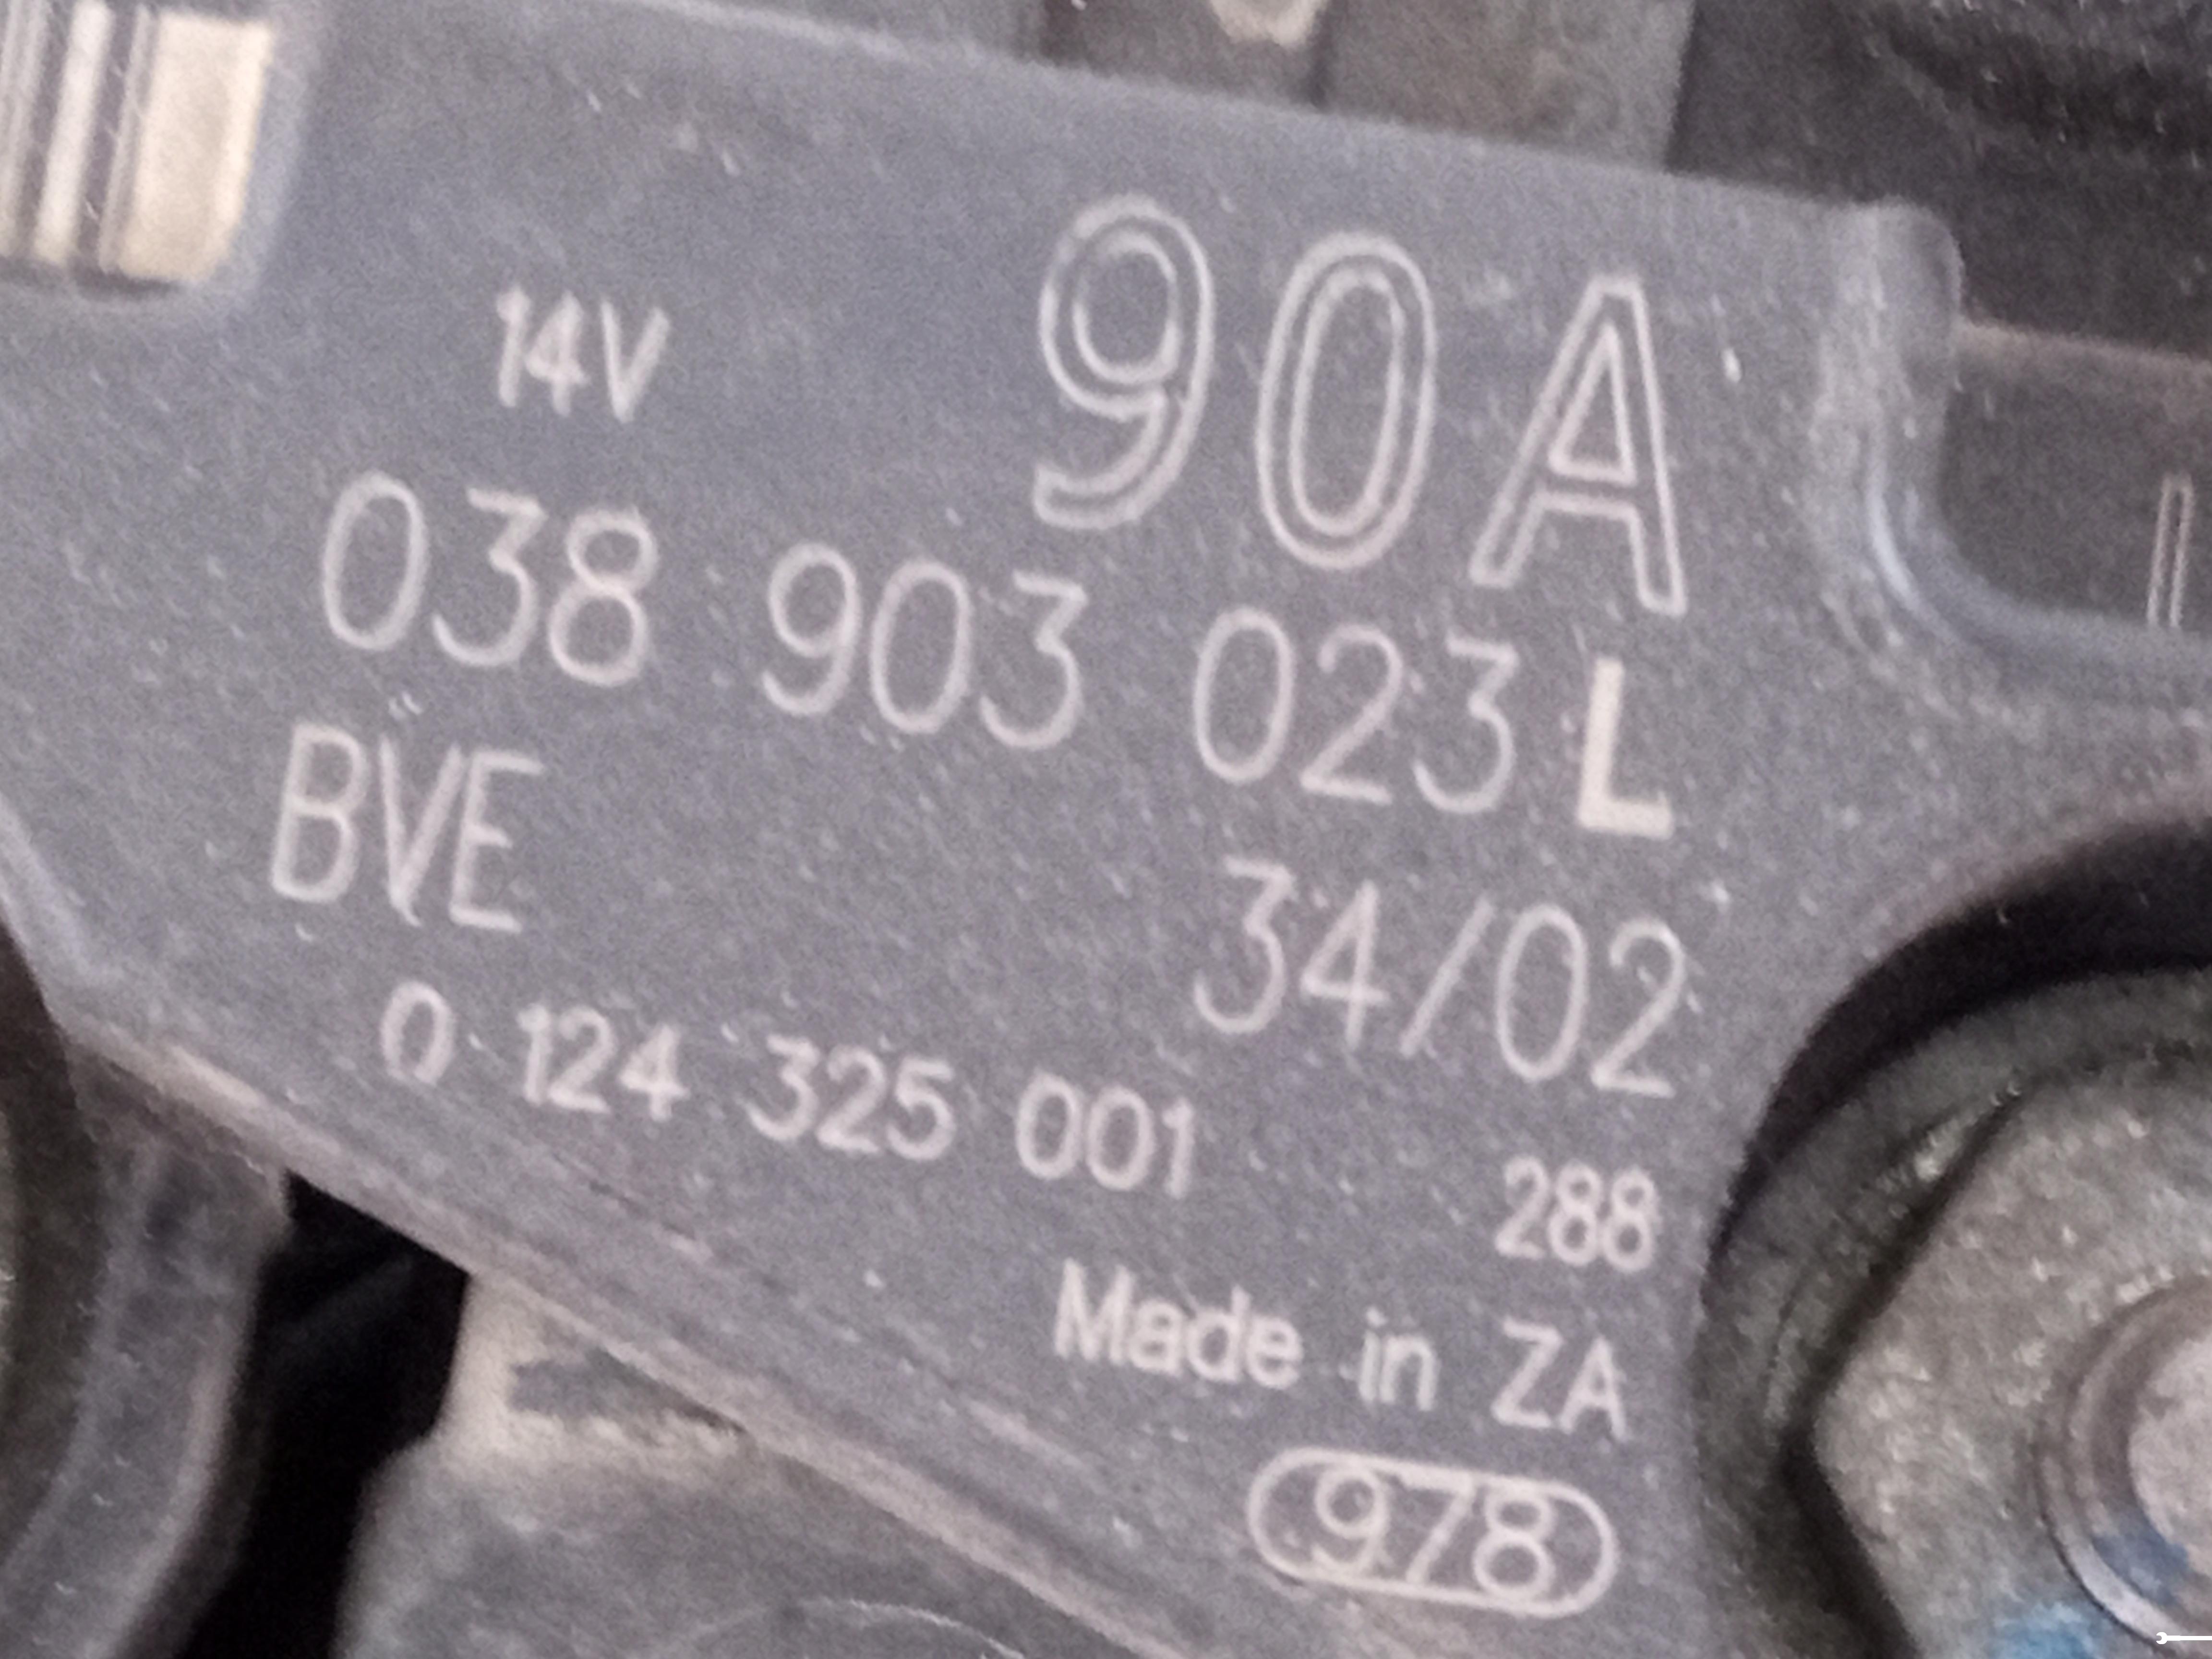 90A
14V
038 903 023 L
BVE
34/02
0 124 325 001
288
Made in ZA
978